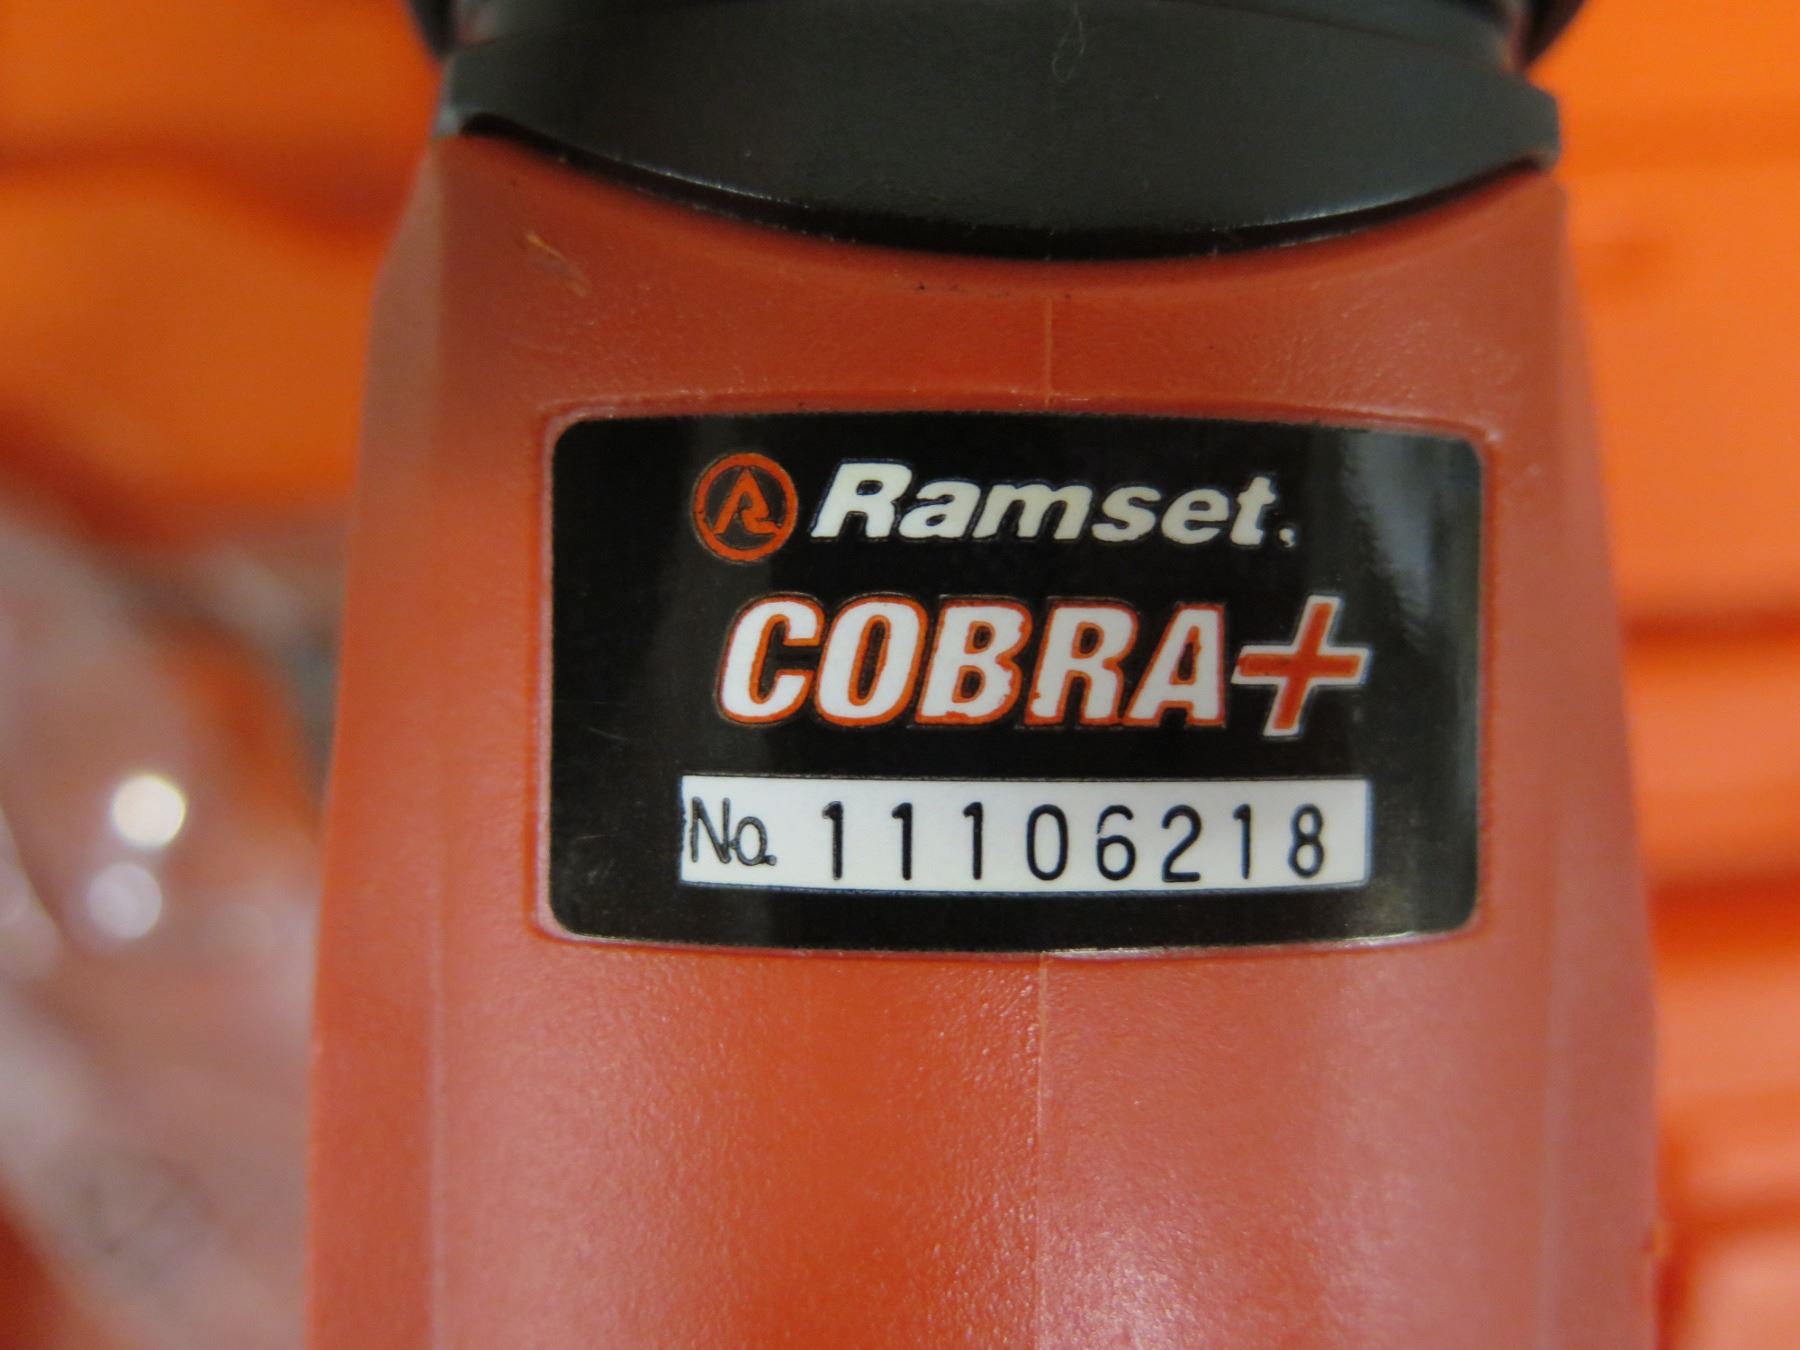 Ramset.
COBRA+
No. 11106218